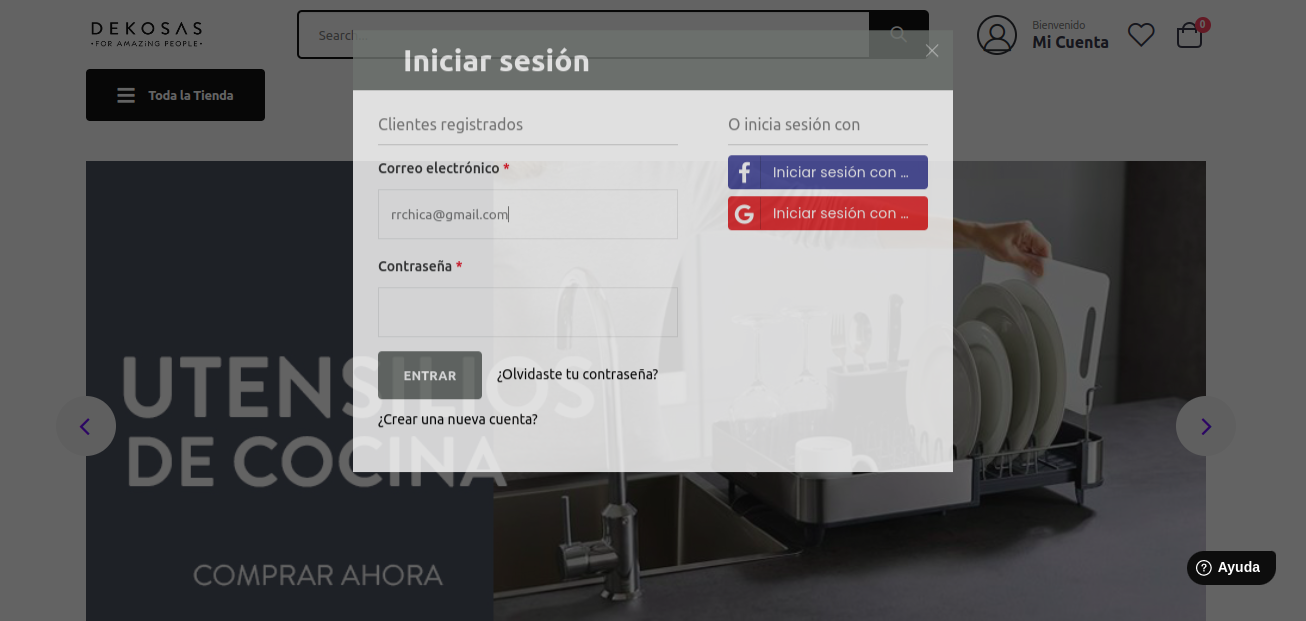 DEKOSAS
•FOR AMAZING PEOPLE•
Search...
Bienvenido
Mi Cuenta
0
Toda la Tienda
Iniciar sesión
Clientes registrados
Correo electrónico *
rrchica@gmail.com
Contraseña *
ENTRAR
¿Olvidaste tu contraseña?
¿Crear una nueva cuenta?
O inicia sesión con
Iniciar sesión con ...
Iniciar sesión con ...
UTENSILIOS
DE COCINA
COMPRAR AHORA
Ayuda